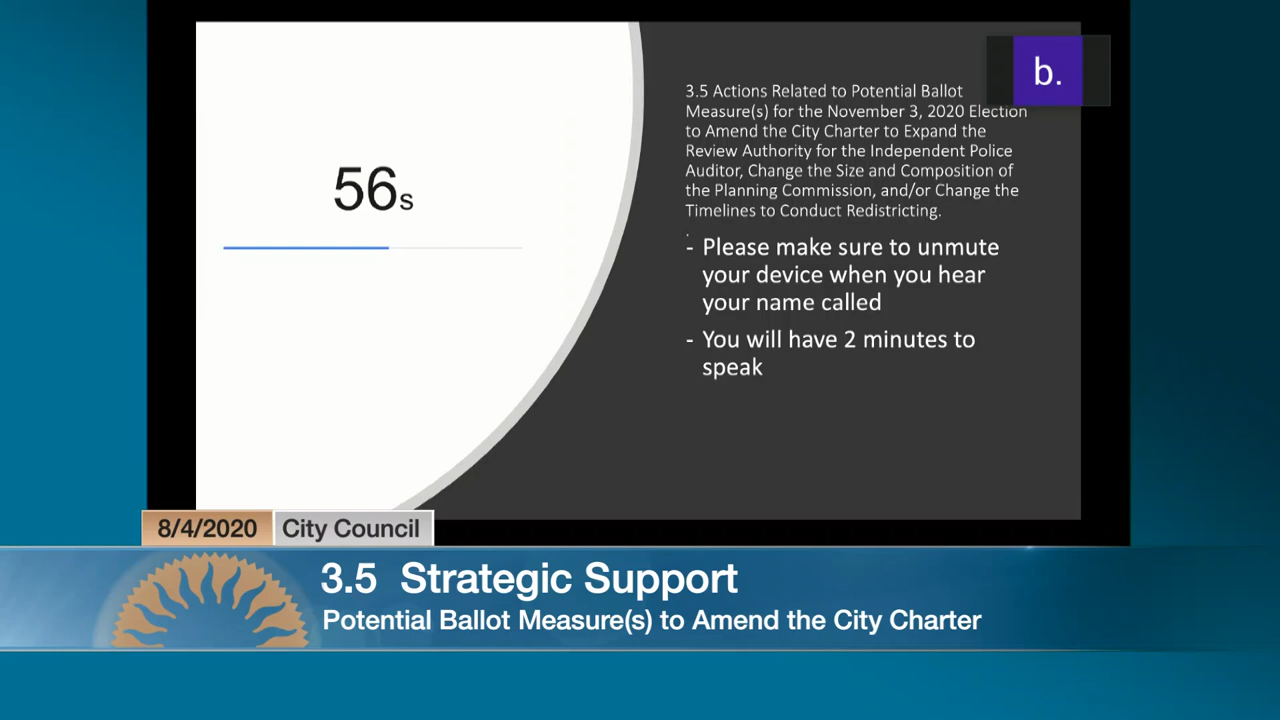 56s
b.
3.5 Actions Related to Potential Ballot
Measure(s) for the November 3, 2020 Election
to Amend the City Charter to Expand the
Review Authority for the Independent Police
Auditor, Change the Size and Composition of
the Planning Commission, and/or Change the
Timelines to Conduct Redistricting.
.
- Please make sure to unmute
your device when you hear
your name called
- You will have 2 minutes to
speak
8/4/2020 City Council
3.5 Strategic Support
Potential Ballot Measure(s) to Amend the City Charter